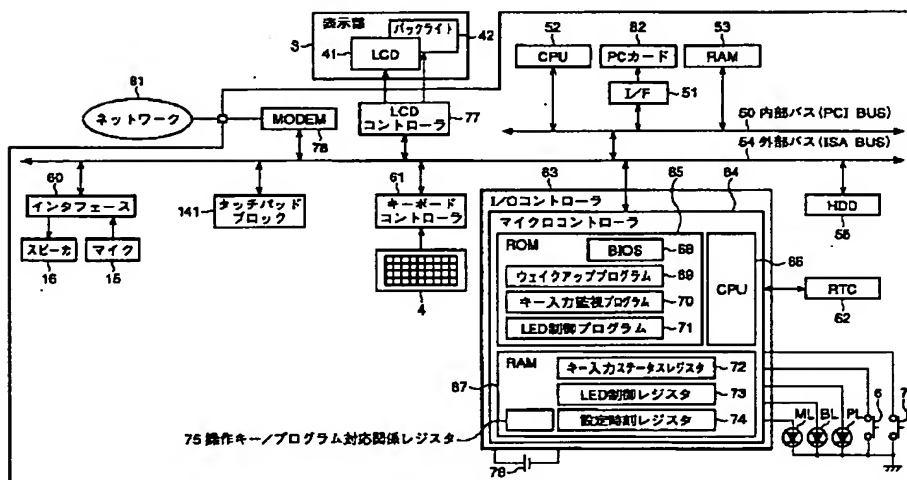 表示部
3
バックライト
42
41
LCD
52
CPU
82
PCカード
53
RAM
I/F
51
81
ネットワーク
MODEM
78
LCD
コントローラ
77
50 内部バス(PCI BUS)
54 外部バス(ISA BUS)
60
インタフェース
スピーカ
16
マイク
15
141
タッチパッド
ブロック
61
キーボード
コントローラ
4
63
I/Oコントローラ
65
64
マイクロコントローラ
ROM
BIOS
68
ウェイクアッププログラム
69
キー入力監視プログラム
70
LED制御プログラム
71
CPU
66
HDD
RTC
62
67
RAM
キー入力ステータスレジスタ
72
LED制御レジスタ
73
設定時刻レジスタ
74
75 操作キー/プログラム対応関係レジスタ
ML
BL
PL
6
7